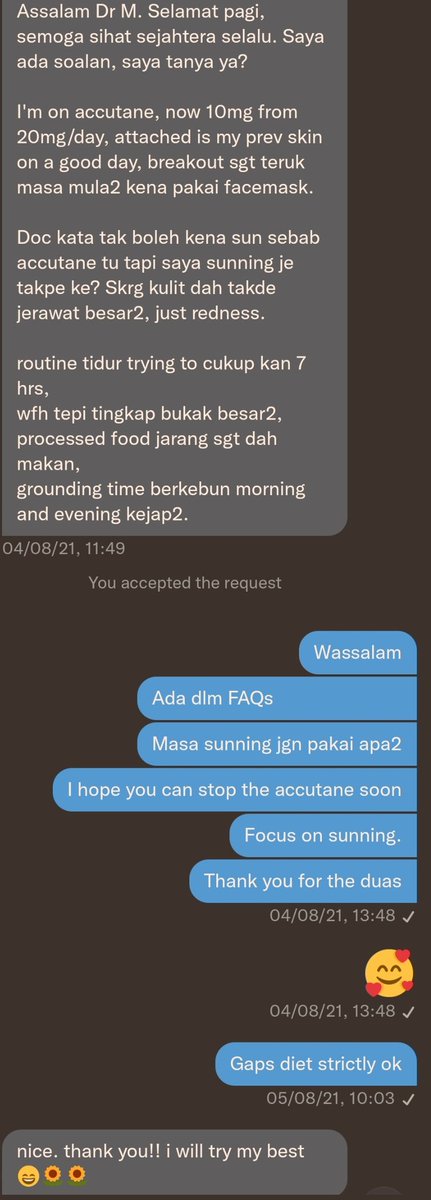 Assalam Dr M. Selamat pagi,
semoga sihat sejahtera selalu. Saya
ada soalan, saya tanya ya?
I'm on accutane, now 10mg from
20mg/day, attached is my prev skin
on a good day, breakout sgt teruk
masa mula2 kena pakai facemask.
Doc kata tak boleh kena sun sebab
accutane tu tapi saya sunning je
takpe ke? Skrg kulit dah takde
jerawat besar2, just redness.
routine tidur trying to cukup kan 7
hrs,
wfh tepi tingkap bukak besar2,
processed food jarang sgt dah
makan,
grounding time berkebun morning
and evening kejap2.
04/08/21, 11:49
You accepted the request
Wassalam
Ada dlm FAQs
Masa sunning jgn pakai apa2
I hope you can stop the accutane soon
Focus on sunning.
Thank you for the duas
04/08/21, 13:48 ✓
🥰
04/08/21, 13:48 ✓
Gaps diet strictly ok
05/08/21, 10:03 ✓
nice. thank you!! i will try my best
😄🌻🌻